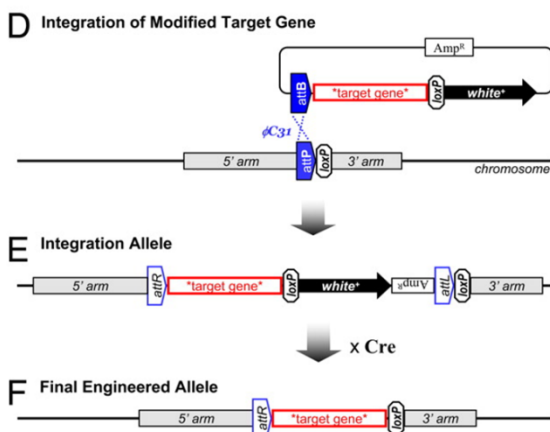 D Integration of Modified Target Gene
Amp^R
attB *target gene* loxP white⁺
ϕC31
5' arm attP loxP 3' arm
chromosome
E Integration Allele
5' arm attR *target gene* loxP white⁺ Amp^R attL loxP 3' arm
x Cre
F Final Engineered Allele
5' arm attR *target gene* loxP 3' arm